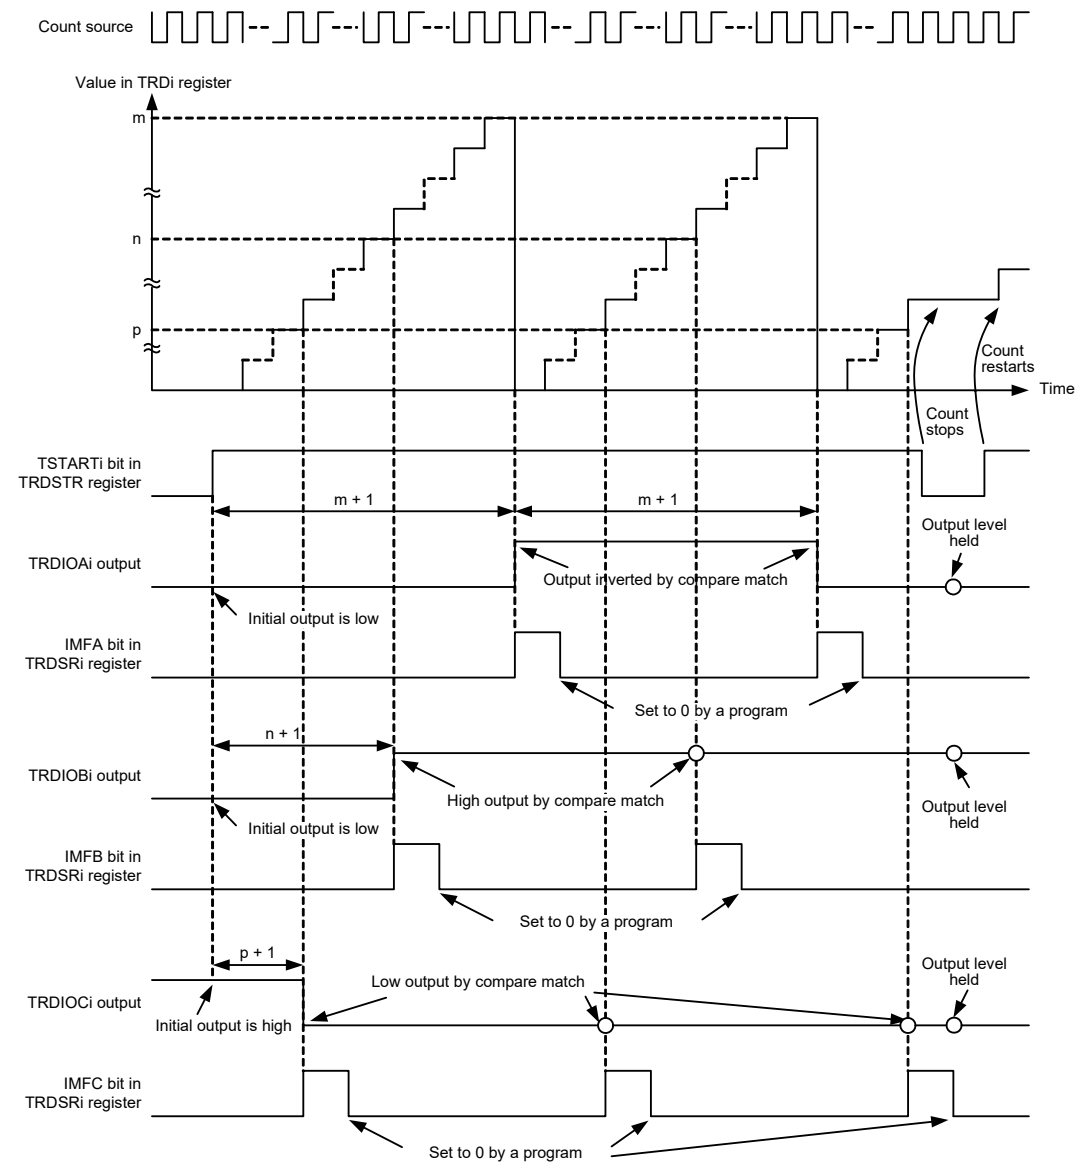 Count source
Value in TRDi register
m
n
p
Count
restarts
Time
Count
stops
TSTARTi bit in
TRDSTR register
m + 1
m + 1
Output level
held
TRDIOAi output
Output inverted by compare match
Initial output is low
IMFA bit in
TRDSRi register
Set to 0 by a program
n + 1
TRDIOBi output
High output by compare match
Output level
held
Initial output is low
IMFB bit in
TRDSRi register
Set to 0 by a program
p + 1
Low output by compare match
Output level
held
TRDIOCi output
Initial output is high
IMFC bit in
TRDSRi register
Set to 0 by a program